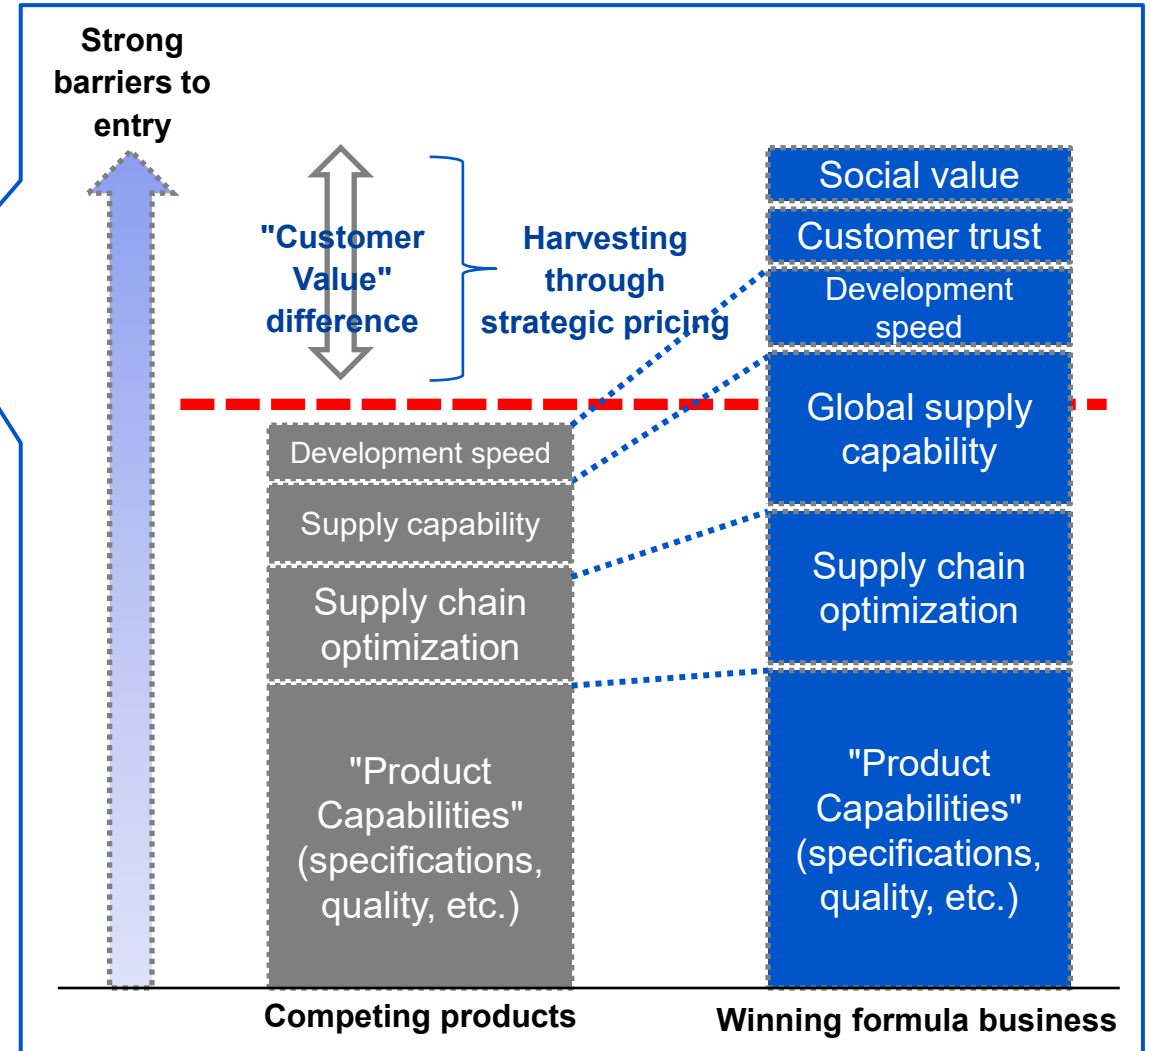 Strong
barriers to
entry
"Customer
Value"
difference
Harvesting
through
strategic pricing
Development speed
Supply capability
Supply chain
optimization
"Product
Capabilities"
(specifications,
quality, etc.)
Competing products
Social value
Customer trust
Development
speed
Global supply
capability
Supply chain
optimization
"Product
Capabilities"
(specifications,
quality, etc.)
Winning formula business